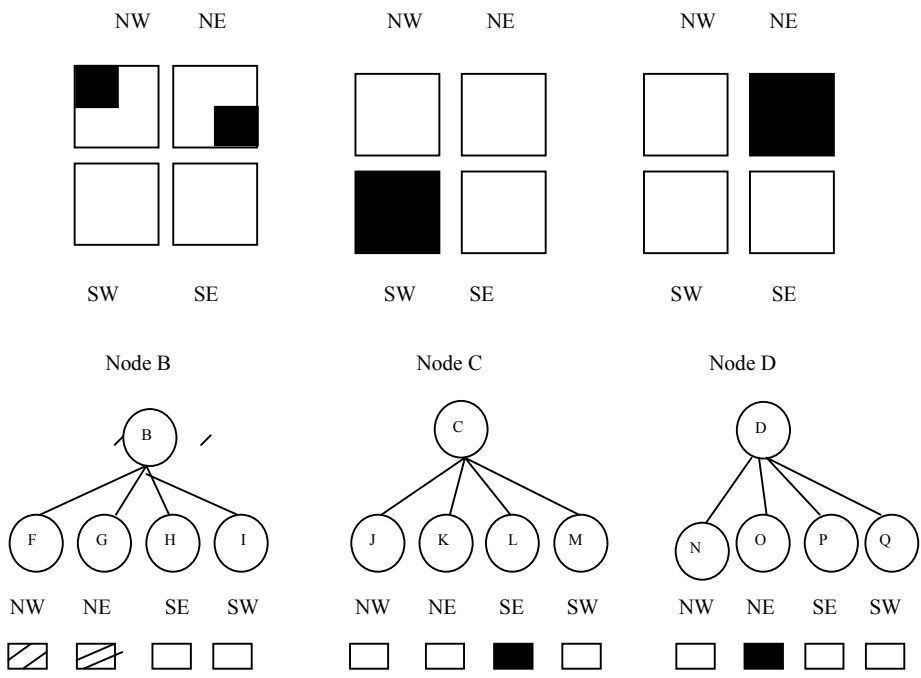 NW NE NW NE NW NE
SW SE SW SE SW SE
Node B Node C Node D
B C D
F G H I J K L M N O P Q
NW NE SE SW NW NE SE SW NW NE SE SW